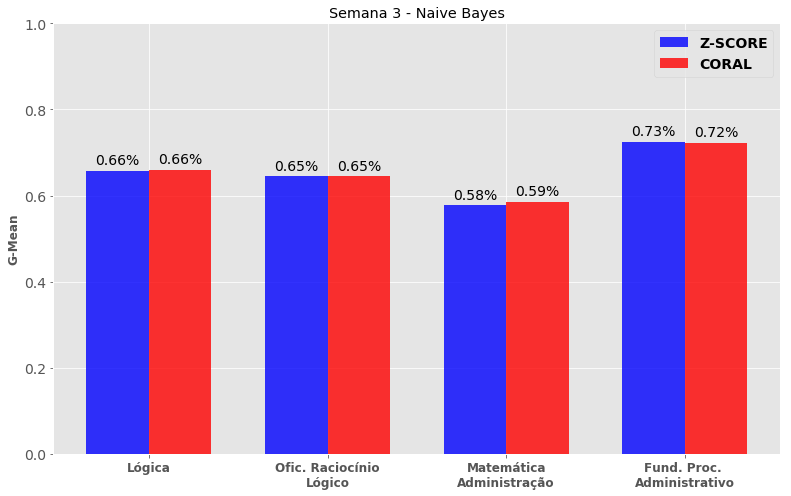 Semana 3 - Naive Bayes
1.0
0.8
0.6
0.4
0.2
0.0
G-Mean
Z-SCORE
CORAL
0.66%
0.66%
0.65%
0.65%
0.58%
0.59%
0.73%
0.72%
Lógica
Ofic. Raciocínio
Lógico
Matemática
Administração
Fund. Proc.
Administrativo